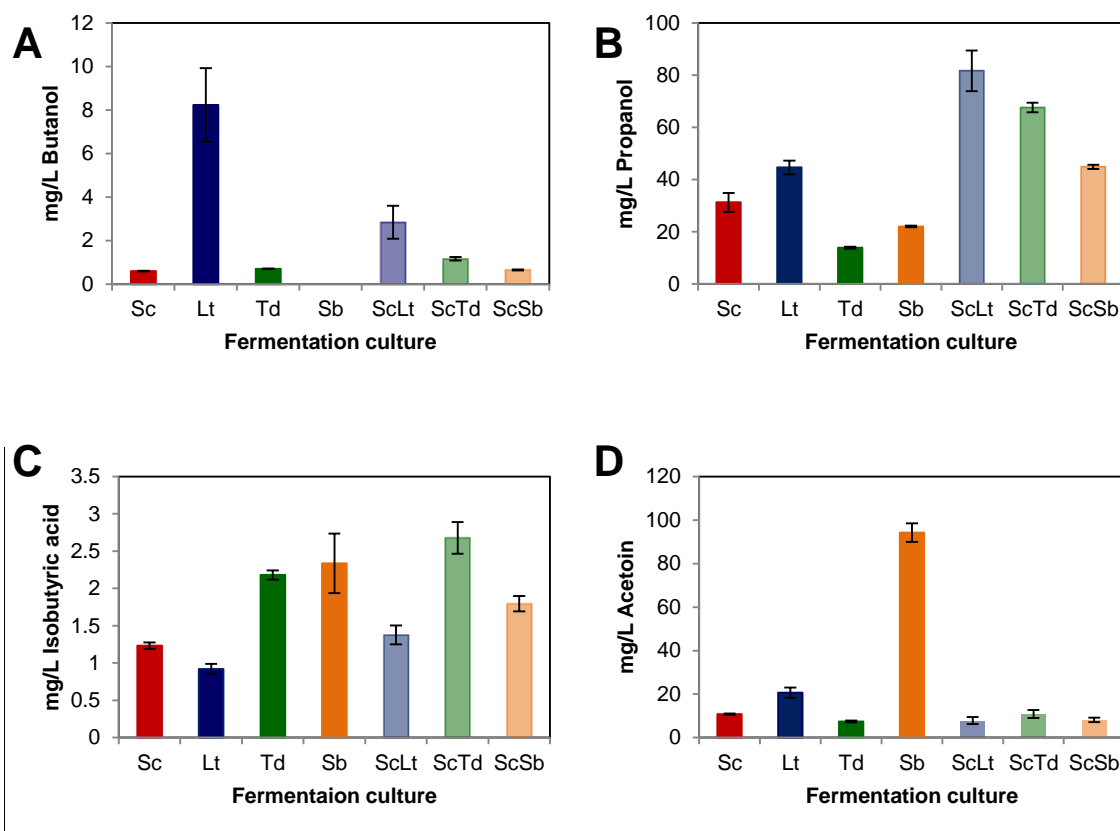 A
mg/L Butanol
12
10
8
6
4
2
0
Sc Lt Td Sb ScLt ScTd ScSb
Fermentation culture
B
mg/L Propanol
100
80
60
40
20
0
Sc Lt Td Sb ScLt ScTd ScSb
Fermentation culture
C
mg/L Isobutyric acid
3.5
3
2.5
2
1.5
1
0.5
0
Sc Lt Td Sb ScLt ScTd ScSb
Fermentaion culture
D
mg/L Acetoin
120
100
80
60
40
20
0
Sc Lt Td Sb ScLt ScTd ScSb
Fermentation culture